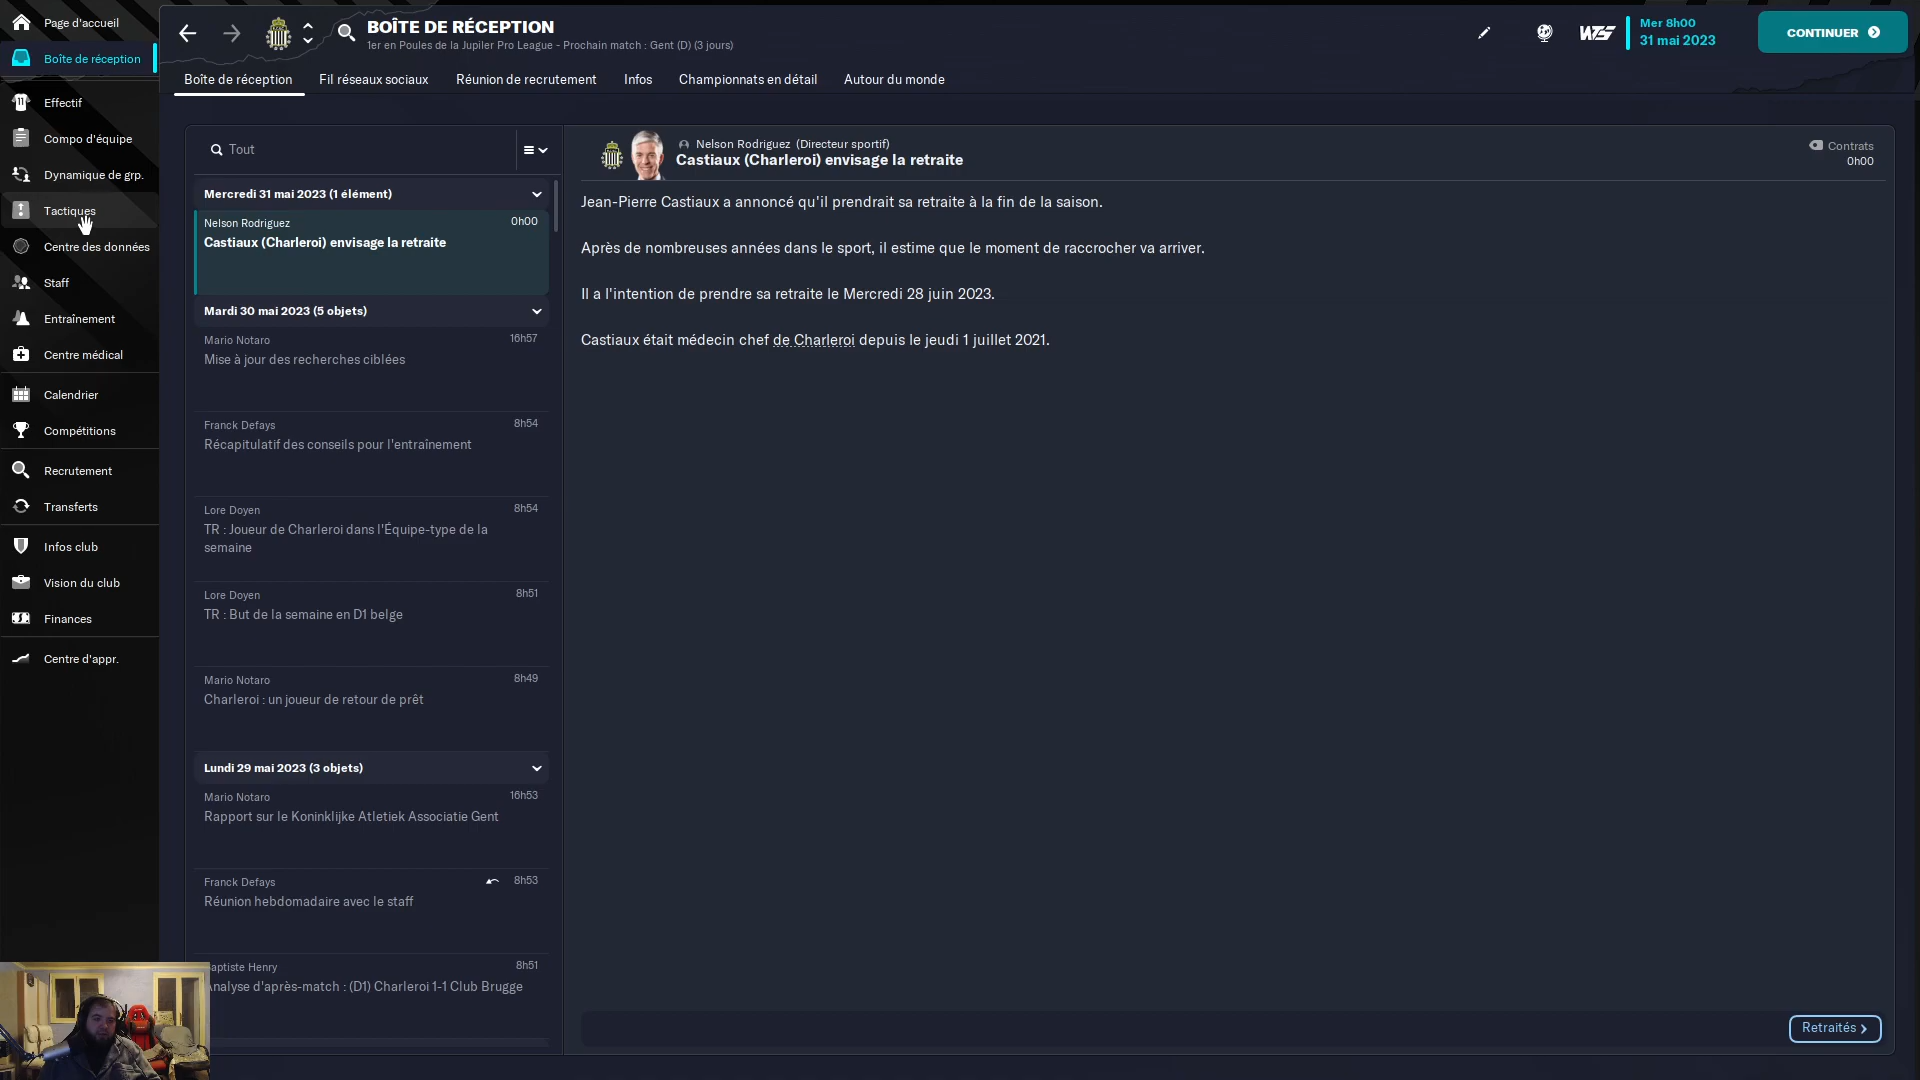 Page d'accueil
Boîte de réception
Effectif
Compo d'équipe
Dynamique de grp.
Tactiques
Centre des données
Staff
Entraînement
Centre médical
Calendrier
Compétitions
Recrutement
Transferts
Infos club
Vision du club
Finances
Centre d'appr.
BOÎTE DE RÉCEPTION
1er en Poules de la Jupiler Pro League - Prochain match : Gent (D) (3 jours)
Mer 8h00
31 mai 2023
CONTINUER
Boîte de réception
Fil réseaux sociaux
Réunion de recrutement
Infos
Championnats en détail
Autour du monde
Tout
Mercredi 31 mai 2023 (1 élément)
Nelson Rodriguez 0h00
Castiaux (Charleroi) envisage la retraite
Mardi 30 mai 2023 (5 objets)
Mario Notaro 16h57
Mise à jour des recherches ciblées
Franck Defays 8h54
Récapitulatif des conseils pour l'entraînement
Lore Doyen 8h54
TR : Joueur de Charleroi dans l'Équipe-type de la
semaine
Lore Doyen 8h51
TR : But de la semaine en D1 belge
Mario Notaro 8h49
Charleroi : un joueur de retour de prêt
Lundi 29 mai 2023 (3 objets)
Mario Notaro 16h53
Rapport sur le Koninklijke Atletiek Associatie Gent
Franck Defays 8h53
Réunion hebdomadaire avec le staff
aptiste Henry 8h51
nalyse d'après-match : (D1) Charleroi 1-1 Club Brugge
Nelson Rodriguez (Directeur sportif)
Castiaux (Charleroi) envisage la retraite
Contrats
0h00
Jean-Pierre Castiaux a annoncé qu'il prendrait sa retraite à la fin de la saison.
Après de nombreuses années dans le sport, il estime que le moment de raccrocher va arriver.
Il a l'intention de prendre sa retraite le Mercredi 28 juin 2023.
Castiaux était médecin chef de Charleroi depuis le jeudi 1 juillet 2021.
Retraités